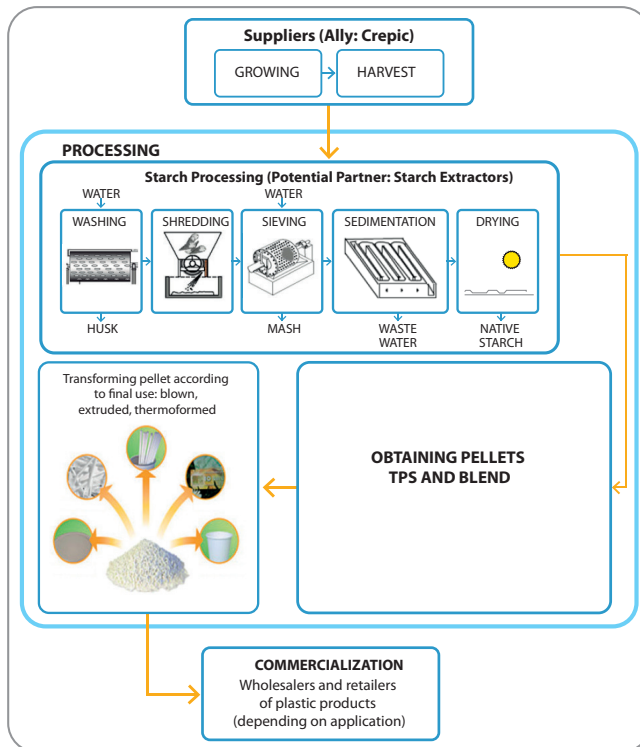 Suppliers (Ally: Crepic)
GROWING
HARVEST
PROCESSING
Starch Processing (Potential Partner: Starch Extractors)
WATER
WATER
WASHING
SHREDDING
SIEVING
SEDIMENTATION
DRYING
HUSK
MASH
WASTE
WATER
NATIVE
STARCH
Transforming pellet according
to final use: blown,
extruded, thermoformed
OBTAINING PELLETS
TPS AND BLEND
COMMERCIALIZATION
Wholesalers and retailers
of plastic products
(depending on application)